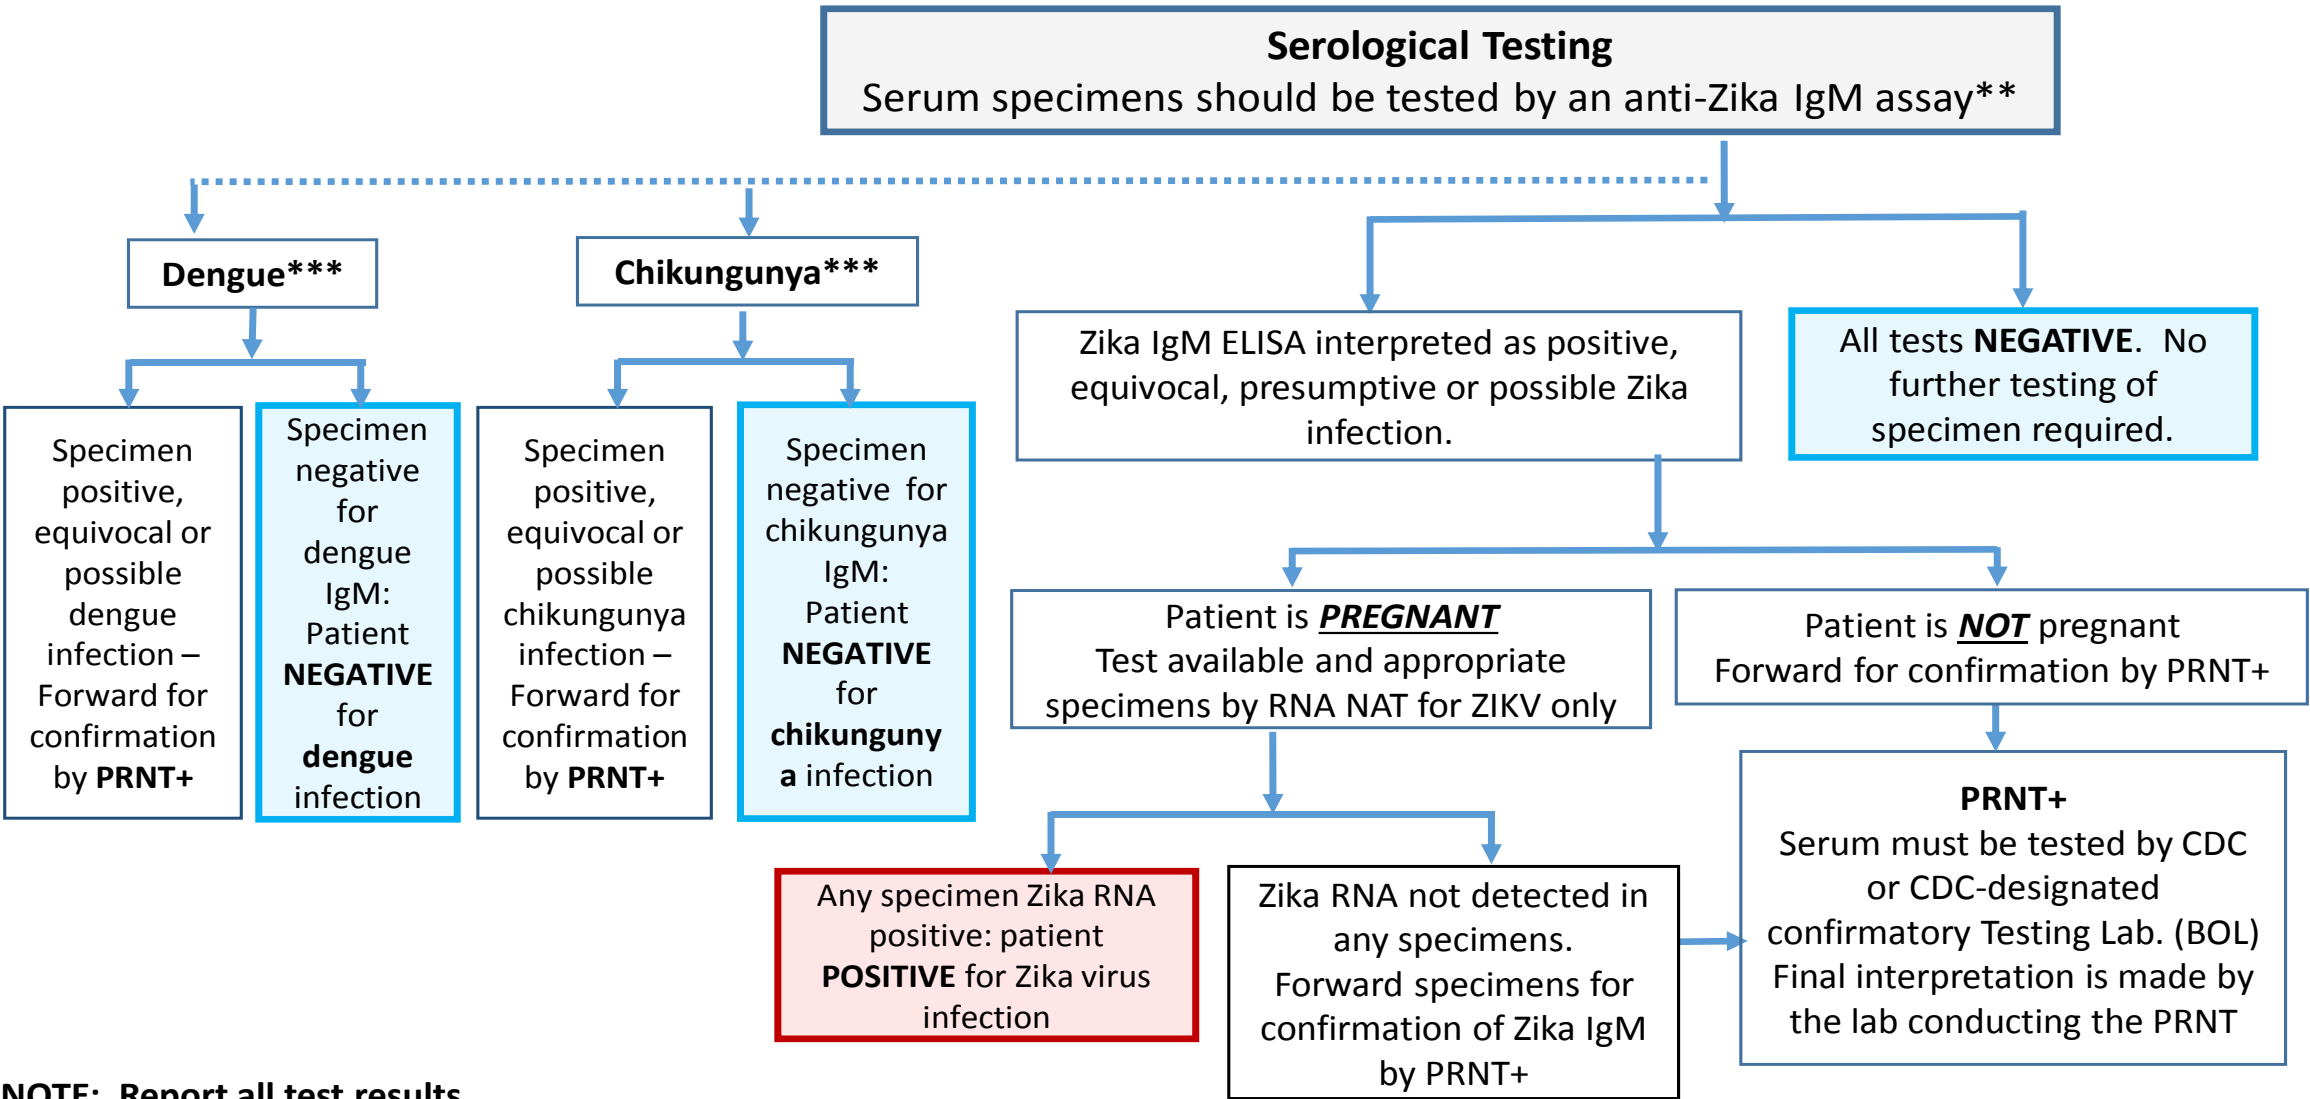 Serological Testing
Serum specimens should be tested by an anti-Zika IgM assay**
Dengue***
Chikungunya***
Specimen
positive,
equivocal or
possible
dengue
infection –
Forward for
confirmation
by PRNT+
Specimen
negative
for
dengue
IgM:
Patient
NEGATIVE
for
dengue
infection
Specimen
positive,
equivocal or
possible
chikungunya
infection –
Forward for
confirmation
by PRNT+
Specimen
negative for
chikungunya
IgM:
Patient
NEGATIVE
for
chikunguny
a infection
Zika IgM ELISA interpreted as positive,
equivocal, presumptive or possible Zika
infection.
All tests NEGATIVE. No
further testing of
specimen required.
Patient is PREGNANT
Test available and appropriate
specimens by RNA NAT for ZIKV only
Patient is NOT pregnant
Forward for confirmation by PRNT+
Any specimen Zika RNA
positive: patient
POSITIVE for Zika virus
infection
Zika RNA not detected in
any specimens.
Forward specimens for
confirmation of Zika IgM
by PRNT+
PRNT+
Serum must be tested by CDC
or CDC-designated
confirmatory Testing Lab. (BOL)
Final interpretation is made by
the lab conducting the PRNT
NOTE: Report all test results